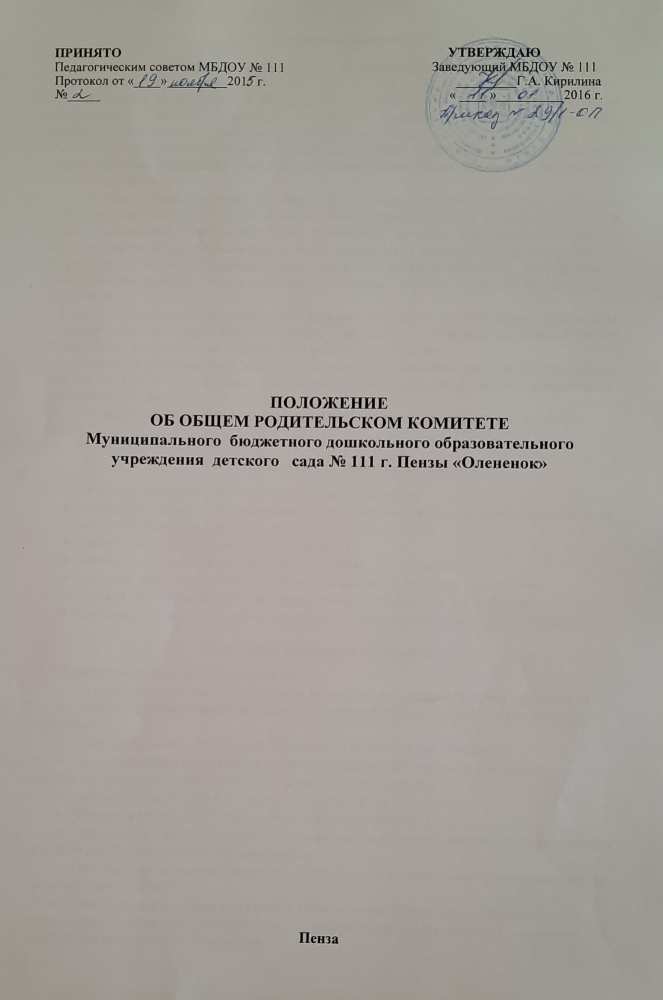 ПРИНЯТО
Педагогическим советом МБДОУ № 111
Протокол от «19» ноября 2015 г.
№ 2
УТВЕРЖДАЮ
Заведующий МБДОУ № 111
Г.А. Кирилина
« 11 » 01 2016 г.
Приказ № 29/1-ОП
ПОЛОЖЕНИЕ
ОБ ОБЩЕМ РОДИТЕЛЬСКОМ КОМИТЕТЕ
Муниципального бюджетного дошкольного образовательного
учреждения детского сада № 111 г. Пензы «Олененок»
Пенза